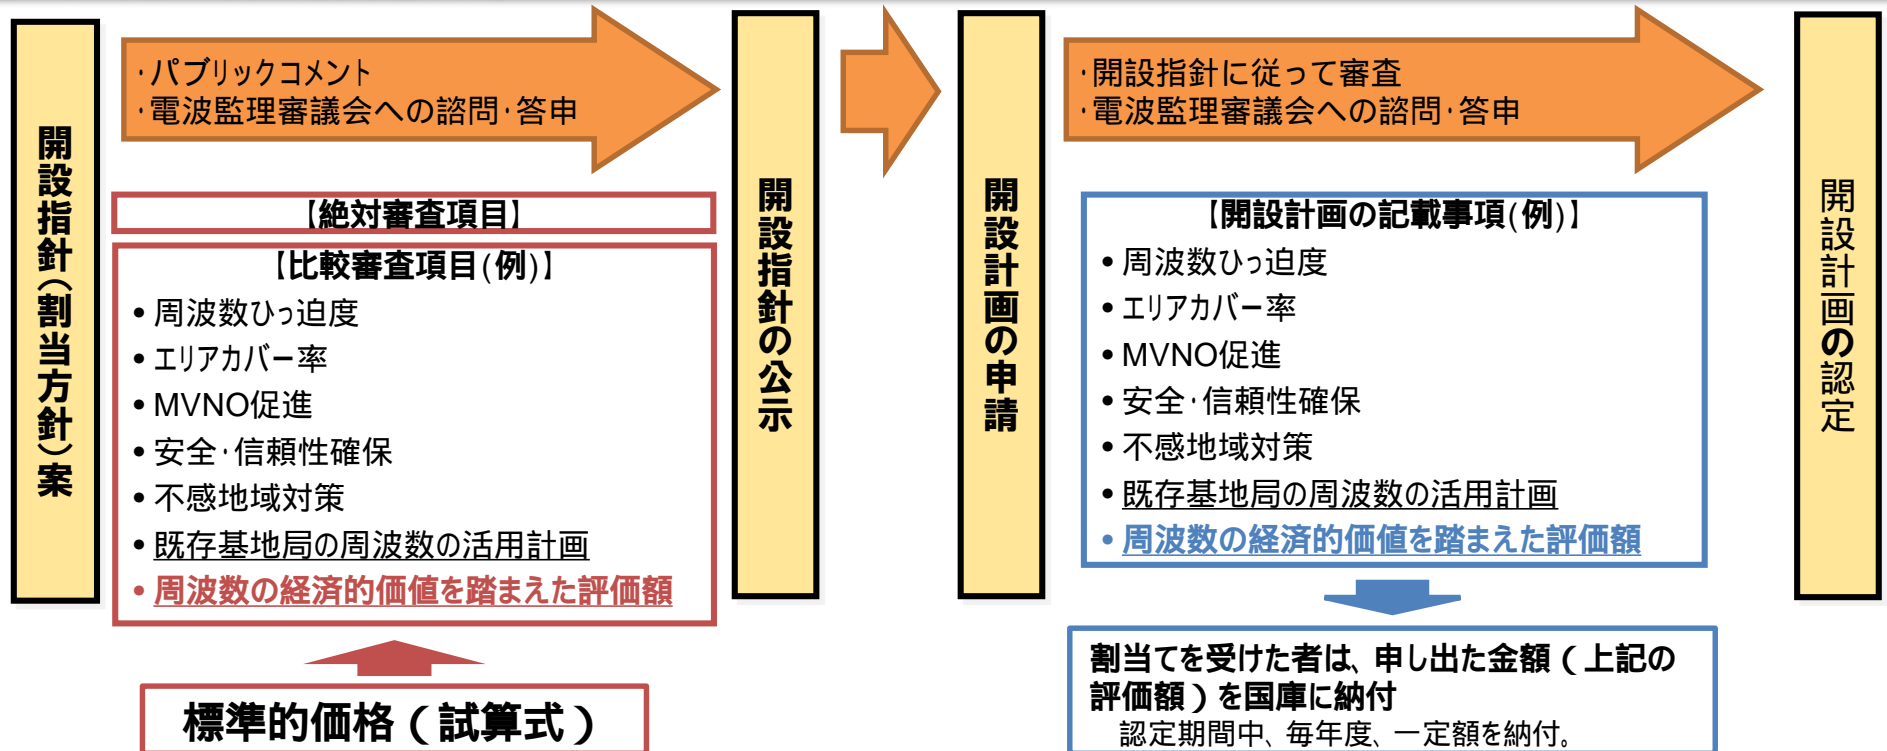 開設指針（割当方針）案
・パブリックコメント
・電波監理審議会への諮問・答申
【絶対審査項目】
【比較審査項目(例)】
• 周波数ひっ迫度
• エリアカバー率
• MVNO促進
• 安全・信頼性確保
• 不感地域対策
• 既存基地局の周波数の活用計画
• 周波数の経済的価値を踏まえた評価額
標準的価格（試算式）
開設指針の公示
開設計画の申請
・開設指針に従って審査
・電波監理審議会への諮問・答申
【開設計画の記載事項(例)】
• 周波数ひっ迫度
• エリアカバー率
• MVNO促進
• 安全・信頼性確保
• 不感地域対策
• 既存基地局の周波数の活用計画
• 周波数の経済的価値を踏まえた評価額
割当てを受けた者は、申し出た金額（上記の
評価額）を国庫に納付
認定期間中、毎年度、一定額を納付。
開設計画の認定